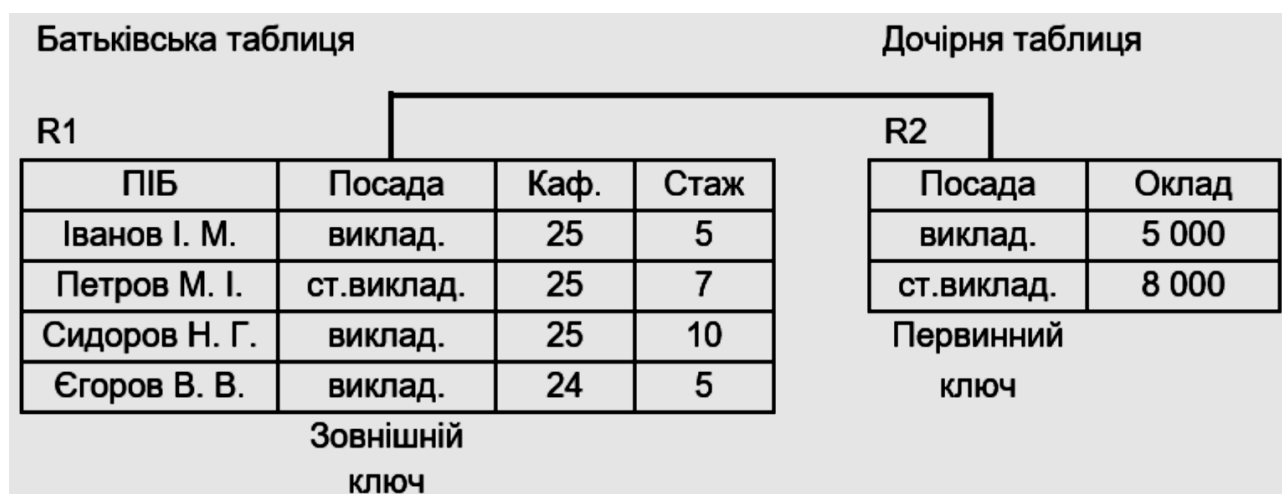 Батьківська таблиця Дочірня таблиця
R1 R2
ПІБ Посада Каф. Стаж Посада Оклад
Іванов І. М. виклад. 25 5 виклад. 5 000
Петров М. І. ст.виклад. 25 7 ст.виклад. 8 000
Сидоров Н. Г. виклад. 25 10 Первинний
Єгоров В. В. виклад. 24 5 ключ
Зовнішній
ключ